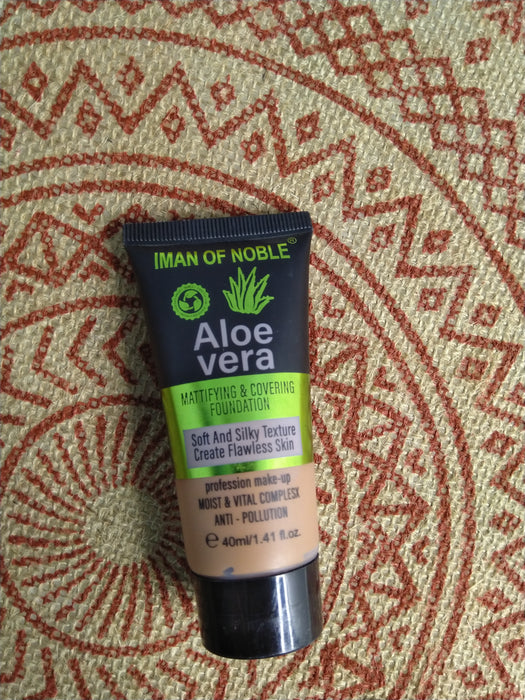 IMAN OF NOBLE®
Aloe
vera
MATTIFYING & COVERING
FOUNDATION
Soft And Silky Texture
Create Flawless Skin
profession make-up
MOIST & VITAL COMPLESX
ANTI - POLLUTION
℮ 40ml/1.41 fl.oz.